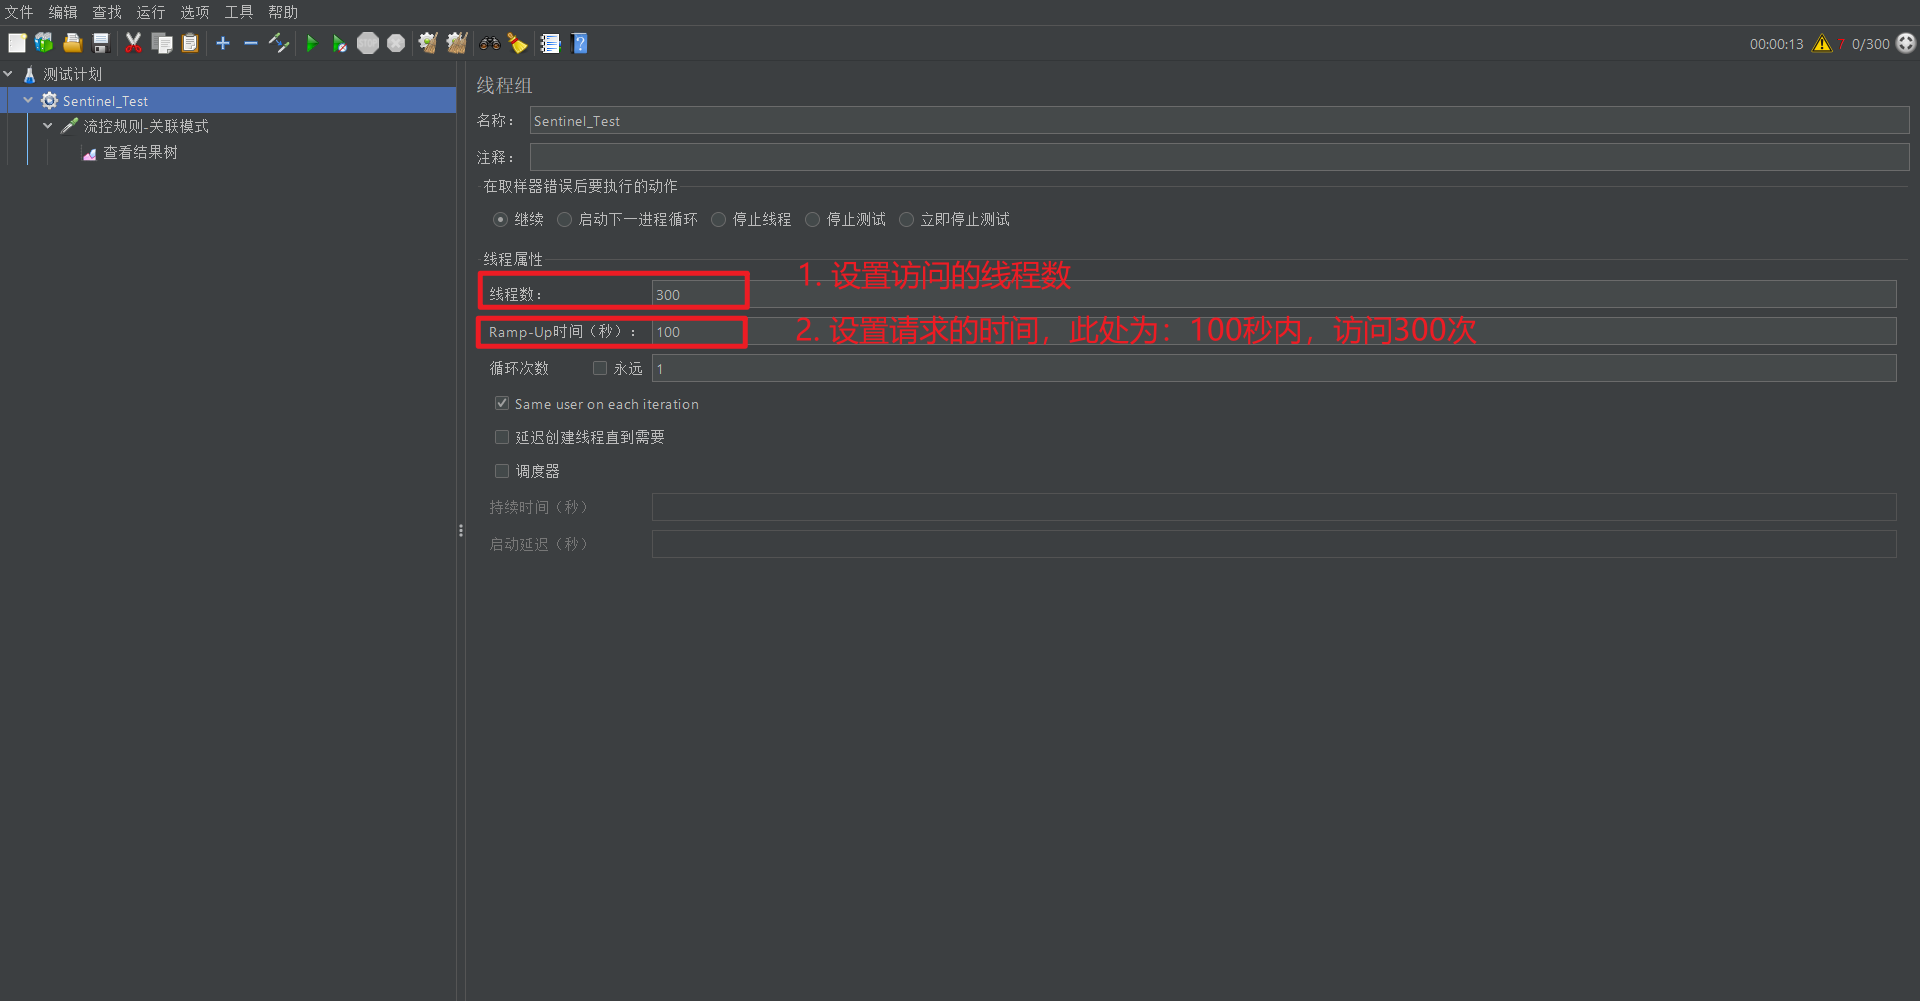 文件 编辑 查找 运行 选项 工具 帮助
00:00:13 7 0/300
测试计划
Sentinel_Test
流控规则-关联模式
查看结果树
线程组
名称： Sentinel_Test
注释：
在取样器错误后要执行的动作
继续 启动下一进程循环 停止线程 停止测试 立即停止测试
线程属性
线程数： 300
1. 设置访问的线程数
Ramp-Up时间（秒）： 100
2. 设置请求的时间，此处为：100秒内，访问300次
循环次数 永远 1
Same user on each iteration
延迟创建线程直到需要
调度器
持续时间（秒）
启动延迟（秒）